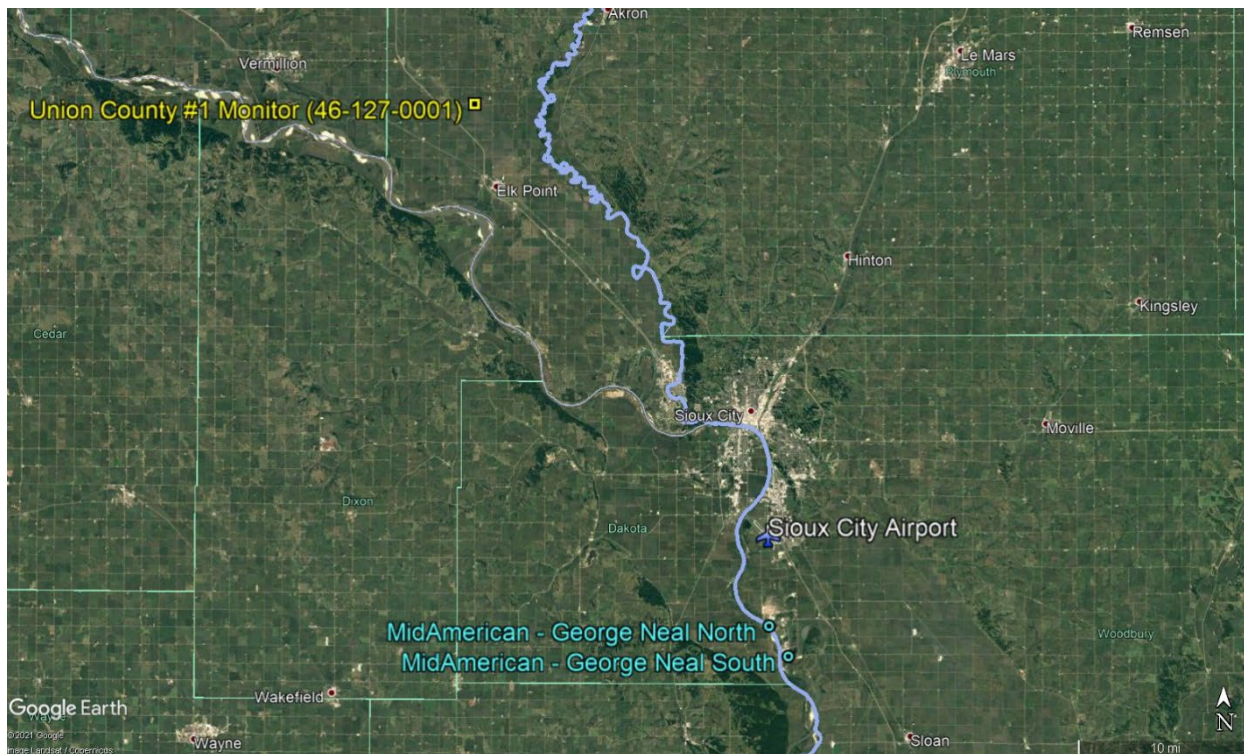 Akron
Remsen
Le Mars
Plymouth
Vermillion
Union County #1 Monitor (46-127-0001)
Elk Point
Hinton
Kingsley
Cedar
Sioux City
Moville
Dixon
Dakota
Sioux City Airport
MidAmerican - George Neal North
MidAmerican - George Neal South
Woodbury
Wakefield
Google Earth
Wayne
©2021 Google
Image Landsat / Copernicus
Wayne
Sloan
N
10 mi